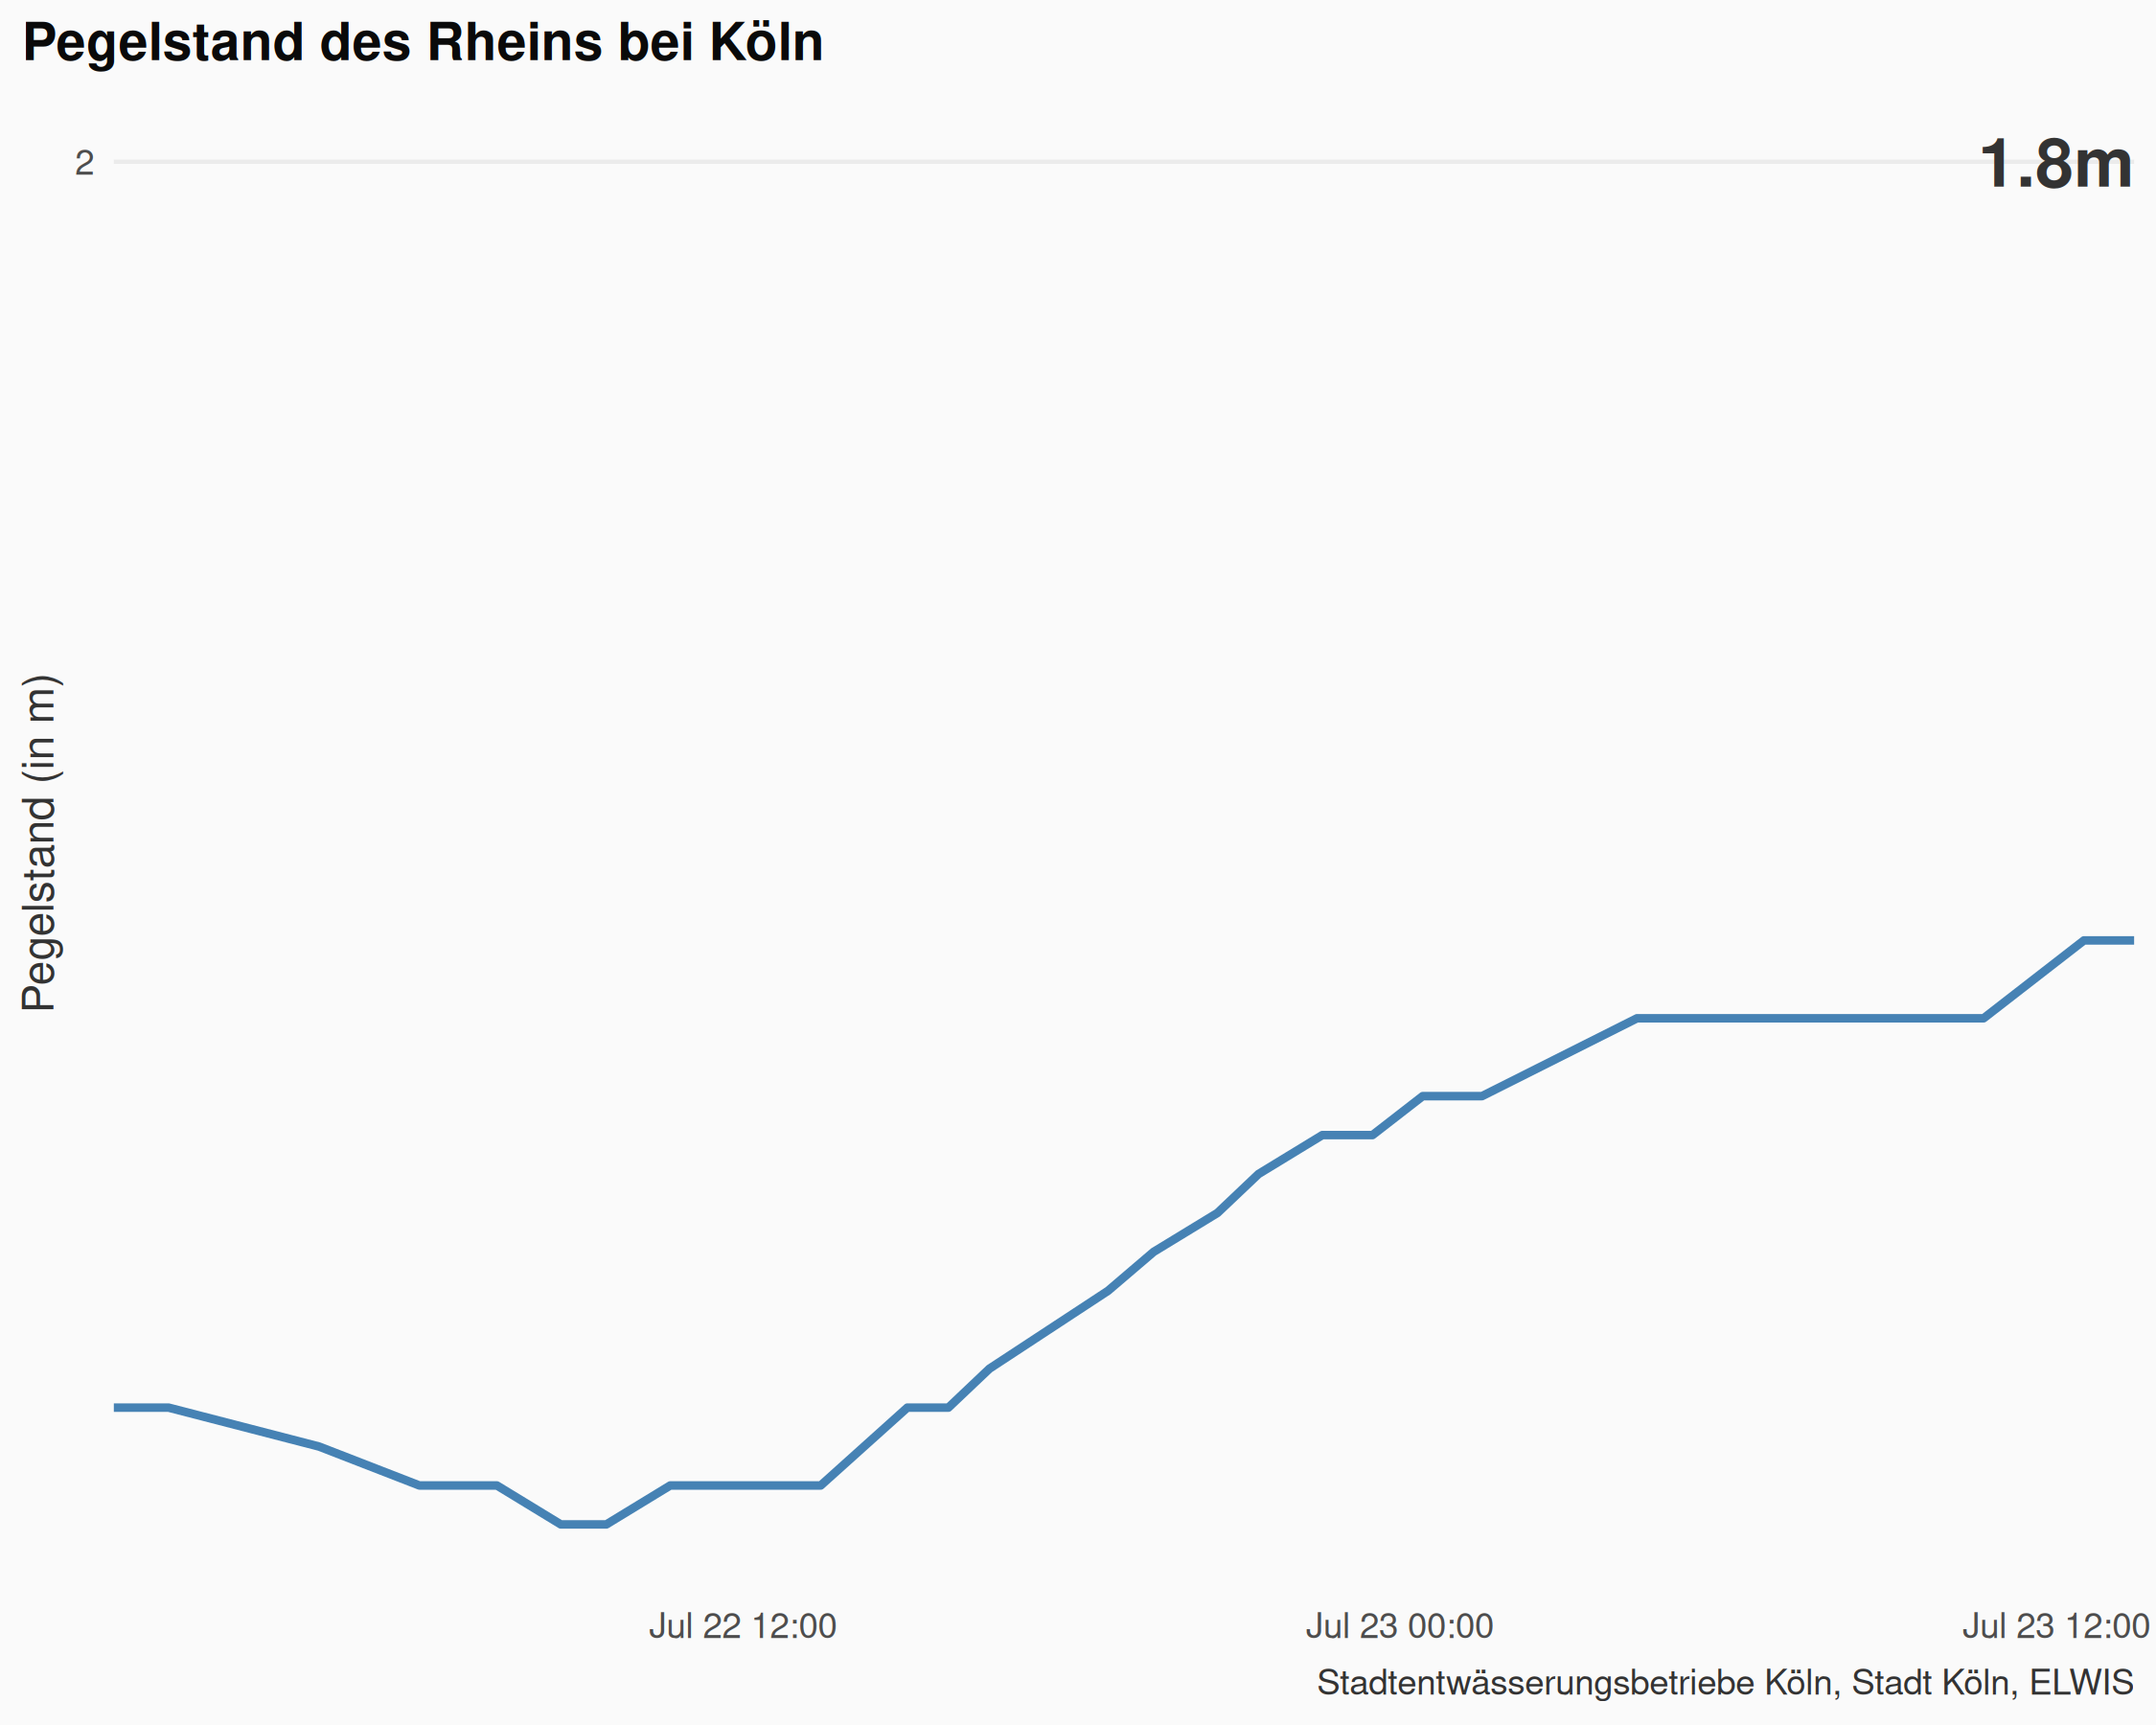 Pegelstand des Rheins bei Köln
2
1.8m
Pegelstand (in m)
Jul 22 12:00
Jul 23 00:00
Jul 23 12:00
Stadtentwässerungsbetriebe Köln, Stadt Köln, ELWIS